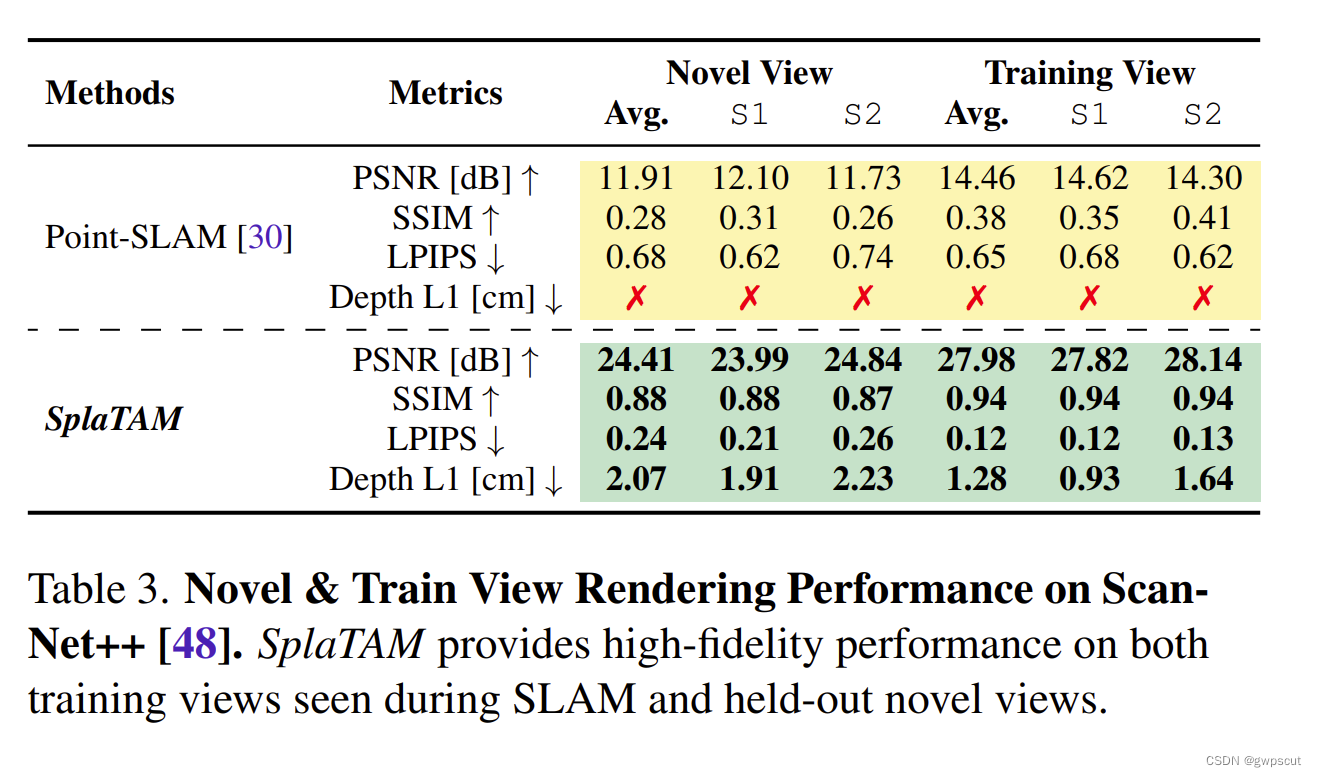 Methods Metrics Novel View Training View
Avg. S1 S2 Avg. S1 S2
Point-SLAM [30]
PSNR [dB] ↑ 11.91 12.10 11.73 14.46 14.62 14.30
SSIM ↑ 0.28 0.31 0.26 0.38 0.35 0.41
LPIPS ↓ 0.68 0.62 0.74 0.65 0.68 0.62
Depth L1 [cm] ↓ ✗ ✗ ✗ ✗ ✗ ✗
SplaTAM
PSNR [dB] ↑ 24.41 23.99 24.84 27.98 27.82 28.14
SSIM ↑ 0.88 0.88 0.87 0.94 0.94 0.94
LPIPS ↓ 0.24 0.21 0.26 0.12 0.12 0.13
Depth L1 [cm] ↓ 2.07 1.91 2.23 1.28 0.93 1.64
Table 3. Novel & Train View Rendering Performance on Scan-
Net++ [48]. SplaTAM provides high-fidelity performance on both
training views seen during SLAM and held-out novel views.
CSDN @gwpscut